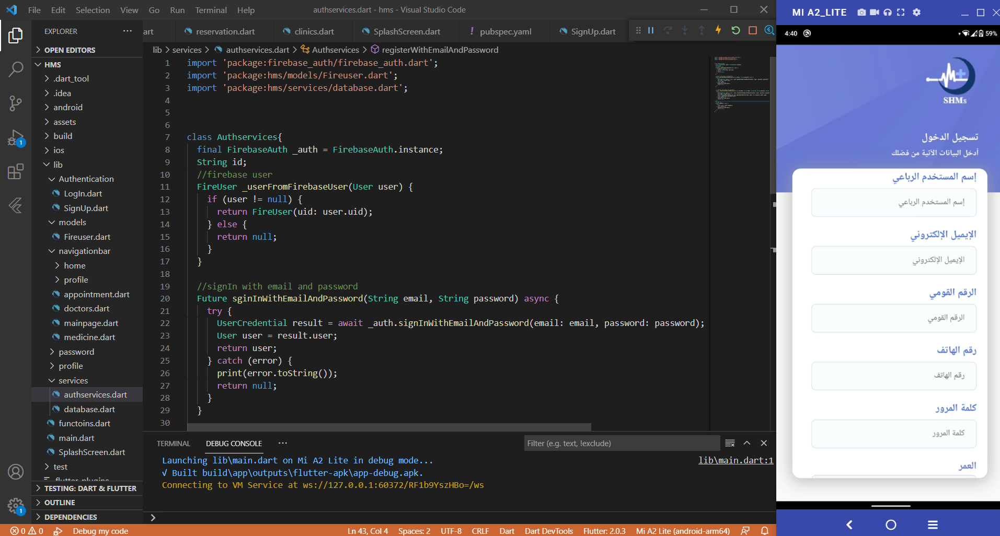 File Edit Selection View Go Run Terminal Help
authservices.dart - hms - Visual Studio Code
EXPLORER
OPEN EDITORS
HMS
.dart_tool
.idea
android
assets
build
ios
lib
Authentication
LogIn.dart
SignUp.dart
models
Fireuser.dart
navigationbar
home
profile
appointment.dart
doctors.dart
mainpage.dart
medicine.dart
password
profile
services
authservices.dart
database.dart
functoins.dart
main.dart
SplashScreen.dart
test
TESTING: DART & FLUTTER
OUTLINE
DEPENDENCIES
art reservation.dart clinics.dart SplashScreen.dart ! pubspec.yaml SignUp.dart
lib > services > authservices.dart > Authservices > registerWithEmailAndPassword
1 import 'package:firebase_auth/firebase_auth.dart';
2 import 'package:hms/models/Fireuser.dart';
3 import 'package:hms/services/database.dart';
4
5
6
7 class Authservices{
8 final FirebaseAuth _auth = FirebaseAuth.instance;
9 String id;
10 //firebase user
11 FireUser _userFromFirebaseUser(User user) {
12 if (user != null) {
13 return FireUser(uid: user.uid);
14 } else {
15 return null;
16 }
17 }
18
19 //signIn with email and password
20 Future sginInWithEmailAndPassword(String email, String password) async {
21 try {
22 UserCredential result = await _auth.signInWithEmailAndPassword(email: email, password: password);
23 User user = result.user;
24 return user;
25 } catch (error) {
26 print(error.toString());
27 return null;
28 }
29 }
30
TERMINAL DEBUG CONSOLE ···
Filter (e.g. text, !exclude)
Launching lib\main.dart on Mi A2 Lite in debug mode... lib\main.dart:1
√ Built build\app\outputs\flutter-apk\app-debug.apk.
Connecting to VM Service at ws://127.0.0.1:60372/RF1b9YszHBo=/ws
1
1
0 0 Debug my code Ln 43, Col 4 Spaces: 2 UTF-8 CRLF Dart Dart DevTools Flutter: 2.0.3 Mi A2 Lite (android-arm64)
MI A2_LITE
4:40 59%
SHMs
تسجيل الدخول
أدخل البيانات الآتية من فضلك
إسم المستخدم الرباعي
إسم المستخدم الرباعي
الإيميل الإلكتروني
الإيميل الإلكتروني
الرقم القومي
الرقم القومي
رقم الهاتف
رقم الهاتف
كلمة المرور
كلمة المرور
العمر